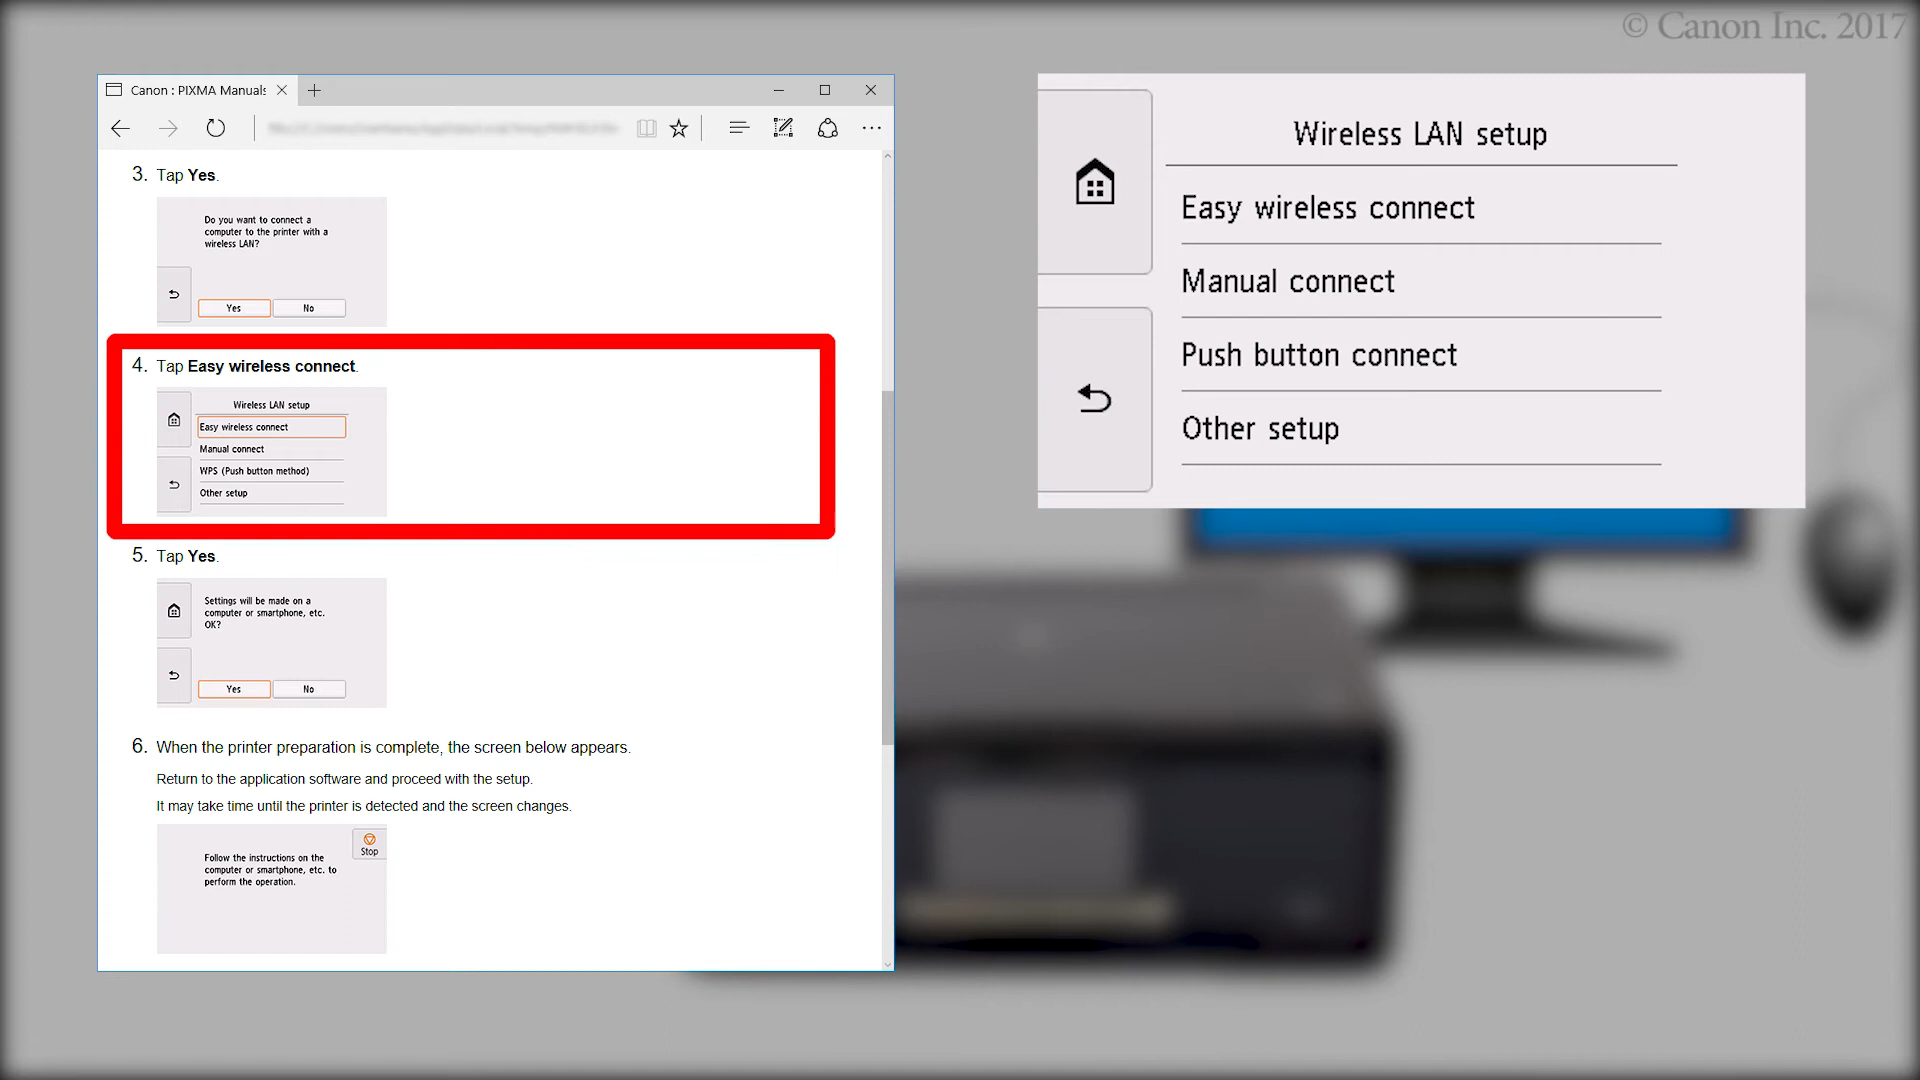 © Canon Inc. 2017
Canon : PIXMA Manuals
3. Tap Yes.
Do you want to connect a
computer to the printer with a
wireless LAN?
Yes
No
4. Tap Easy wireless connect.
Wireless LAN setup
Easy wireless connect
Manual connect
WPS (Push button method)
Other setup
5. Tap Yes.
Settings will be made on a
computer or smartphone, etc.
OK?
Yes
No
6. When the printer preparation is complete, the screen below appears.
Return to the application software and proceed with the setup.
It may take time until the printer is detected and the screen changes.
Stop
Follow the instructions on the
computer or smartphone, etc. to
perform the operation.
Wireless LAN setup
Easy wireless connect
Manual connect
Push button connect
Other setup